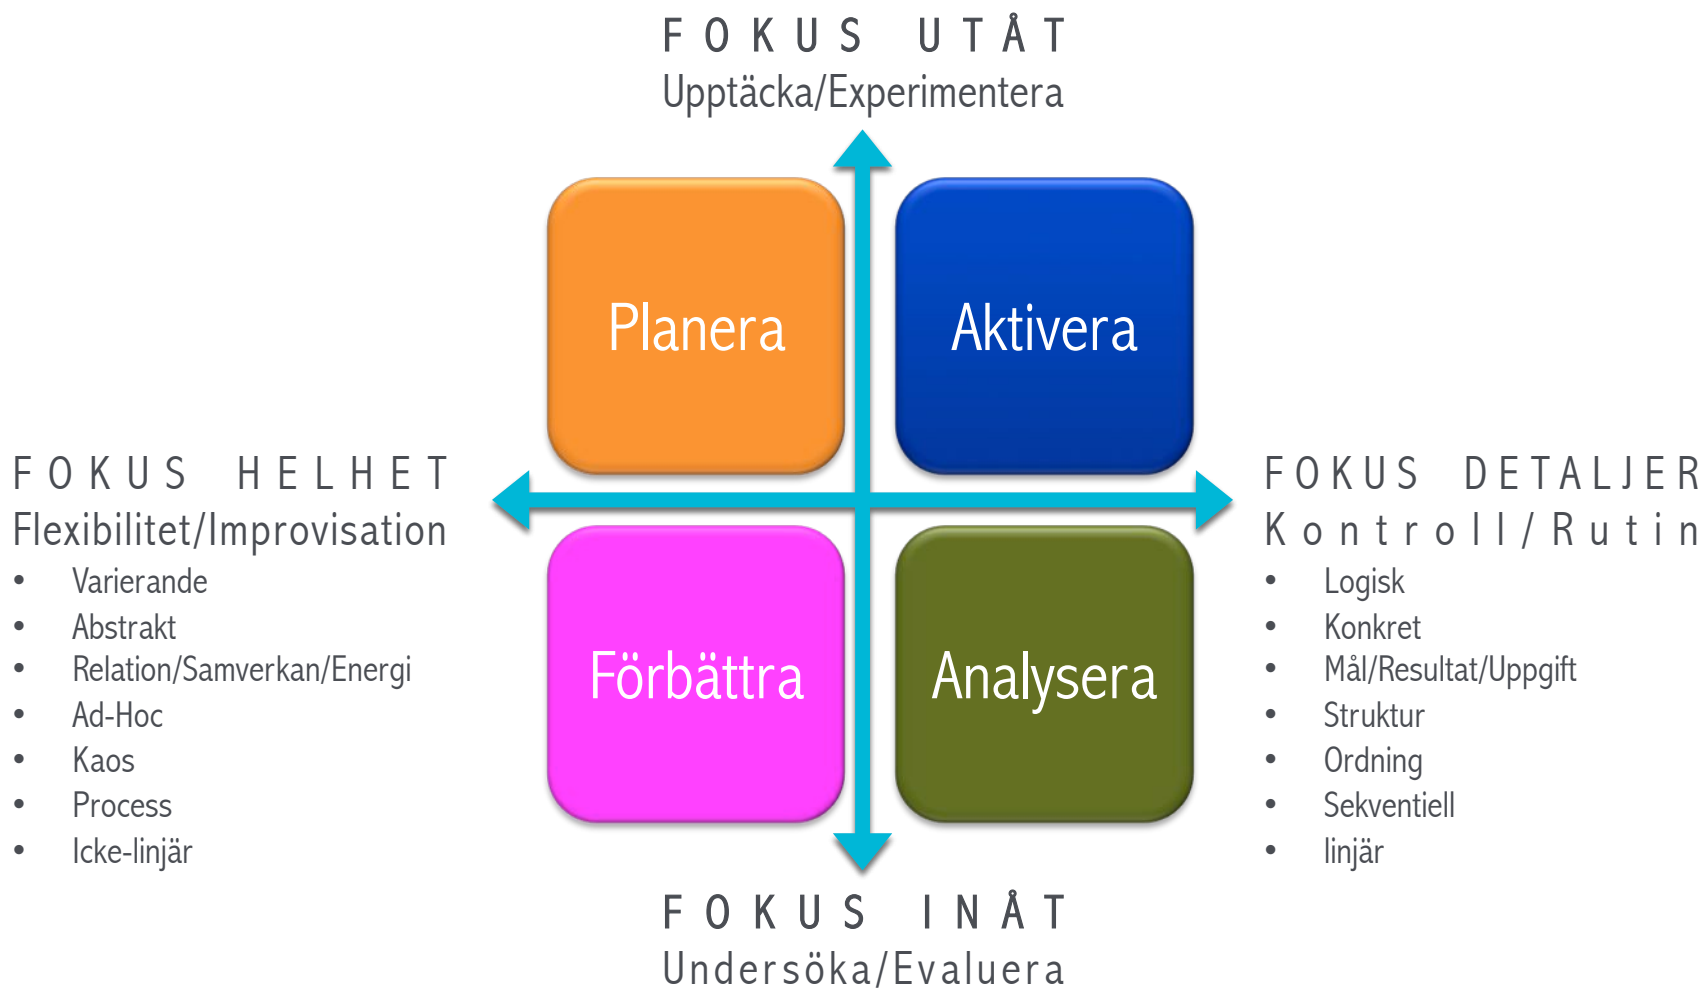 FOKUS UTÅT
Upptäcka/Experimentera
Planera
Aktivera
FOKUS HELHET
Flexibilitet/Improvisation
• Varierande
• Abstrakt
• Relation/Samverkan/Energi
• Ad-Hoc
• Kaos
• Process
• Icke-linjär
FOKUS DETALJER
Kontroll/Rutin
• Logisk
• Konkret
• Mål/Resultat/Uppgift
• Struktur
• Ordning
• Sekventiell
• linjär
Förbättra
Analysera
FOKUS INÅT
Undersöka/Evaluera